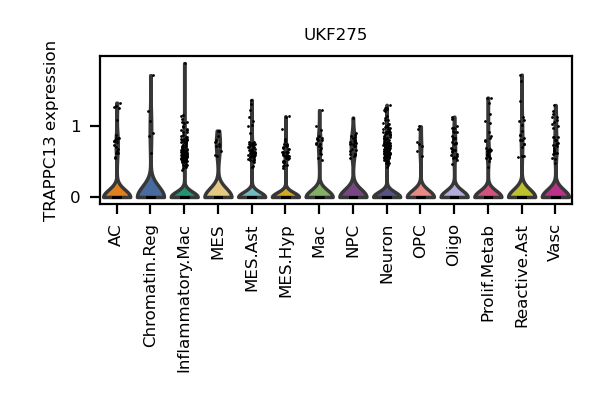 UKF275
TRAPPC13 expression
1
0
AC
Chromatin.Reg
Inflammatory.Mac
MES
MES.Ast
MES.Hyp
Mac
NPC
Neuron
OPC
Oligo
Prolif.Metab
Reactive.Ast
Vasc